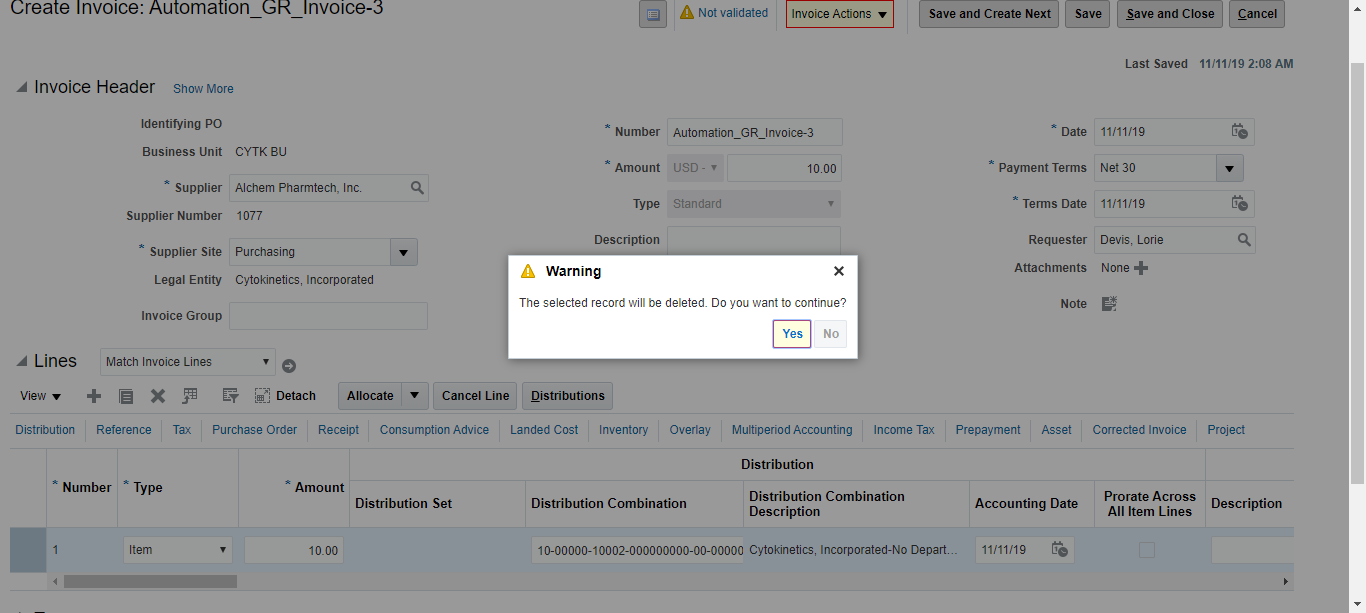 Create Invoice: Automation_GR_Invoice-3
Not validated
Invoice Actions
Save and Create Next
Save
Save and Close
Cancel
Last Saved 11/11/19 2:08 AM
Invoice Header Show More
Identifying PO
Business Unit CYTK BU
* Supplier Alchem Pharmtech, Inc.
Supplier Number 1077
* Supplier Site Purchasing
Legal Entity Cytokinetics, Incorporated
Invoice Group
* Number Automation_GR_Invoice-3
* Amount USD - 10.00
Type Standard
Description
* Date 11/11/19
* Payment Terms Net 30
* Terms Date 11/11/19
Requester Devis, Lorie
Attachments None
Note
Warning
The selected record will be deleted. Do you want to continue?
Yes No
Lines Match Invoice Lines
View Detach Allocate Cancel Line Distributions
Distribution Reference Tax Purchase Order Receipt Consumption Advice Landed Cost Inventory Overlay Multiperiod Accounting Income Tax Prepayment Asset Corrected Invoice Project
Distribution
* Number * Type * Amount Distribution Set Distribution Combination Distribution Combination Description Accounting Date Prorate Across All Item Lines Description
1 Item 10.00 10-00000-10002-000000000-00-00000 Cytokinetics, Incorporated-No Depart... 11/11/19